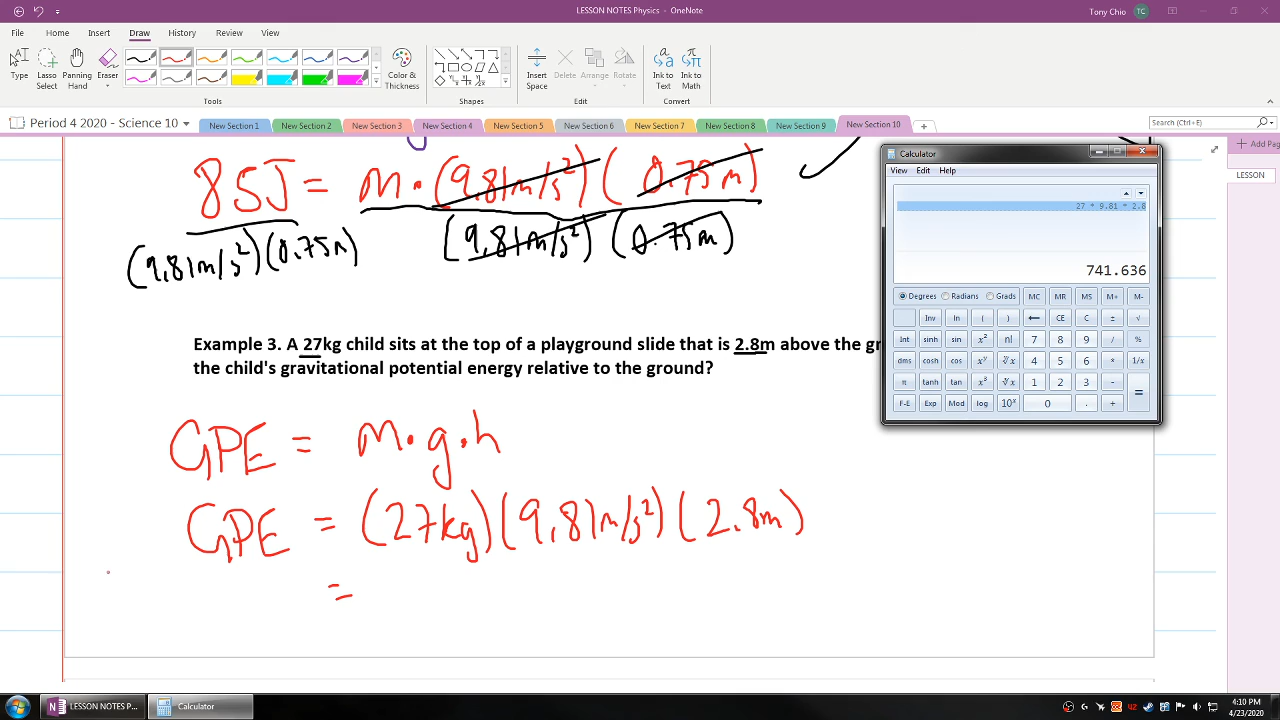 LESSON NOTES Physics - OneNote
Tony Chio TC
File Home Insert Draw History Review View
Type Lasso Select Panning Hand Eraser Color & Thickness Insert Space Delete Arrange Rotate Ink to Text Ink to Math
Tools Shapes Edit Convert
Period 4 2020 - Science 10 New Section 1 New Section 2 New Section 3 New Section 4 New Section 5 New Section 6 New Section 7 New Section 8 New Section 9 New Section 10 Search (Ctrl+E)
Add Pag
LESSON
85J = m·(9.81m/s²)(0.75m)
(9.81m/s²)(0.75m) (9.81m/s²)(0.75m)
Example 3. A 27kg child sits at the top of a playground slide that is 2.8m above the gr
the child's gravitational potential energy relative to the ground?
GPE = m·g·h
GPE = (27kg)(9.81m/s²)(2.8m)
=
Calculator
View Edit Help
27 * 9.81 * 2.8
741.636
Degrees Radians Grads MC MR MS M+ M-
Inv ln ( ) ← CE C ± √
Int sinh sin x² n! 7 8 9 / %
dms cosh cos xʸ ʸ√x 4 5 6 * 1/x
π tanh tan x³ ³√x 1 2 3 - =
F-E Exp Mod log 10ˣ 0 . +
LESSON NOTES P... Calculator
4:10 PM
4/23/2020